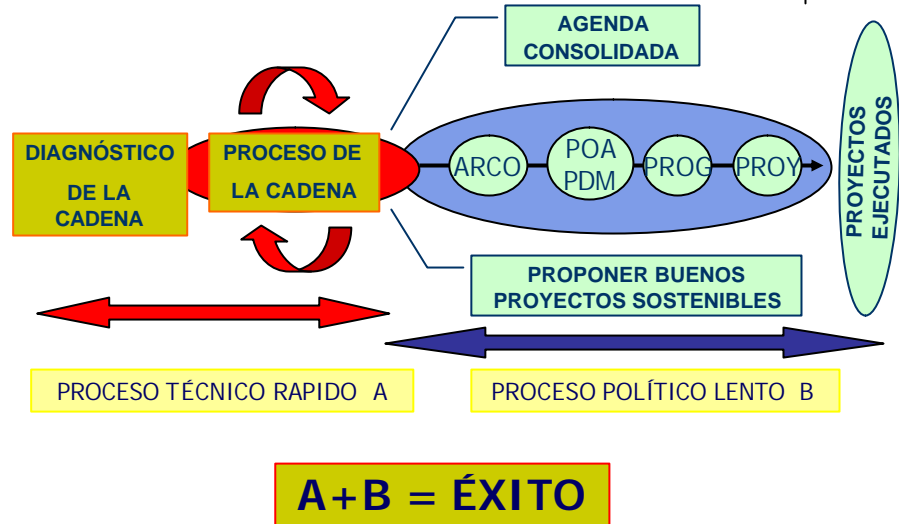 AGENDA
CONSOLIDADA
DIAGNÓSTICO
DE LA
CADENA
PROCESO DE
LA CADENA
ARCO
POA
PDM
PROG
PROY
PROYECTOS
EJECUTADOS
PROPONER BUENOS
PROYECTOS SOSTENIBLES
PROCESO TÉCNICO RAPIDO A
PROCESO POLÍTICO LENTO B
A+B = ÉXITO